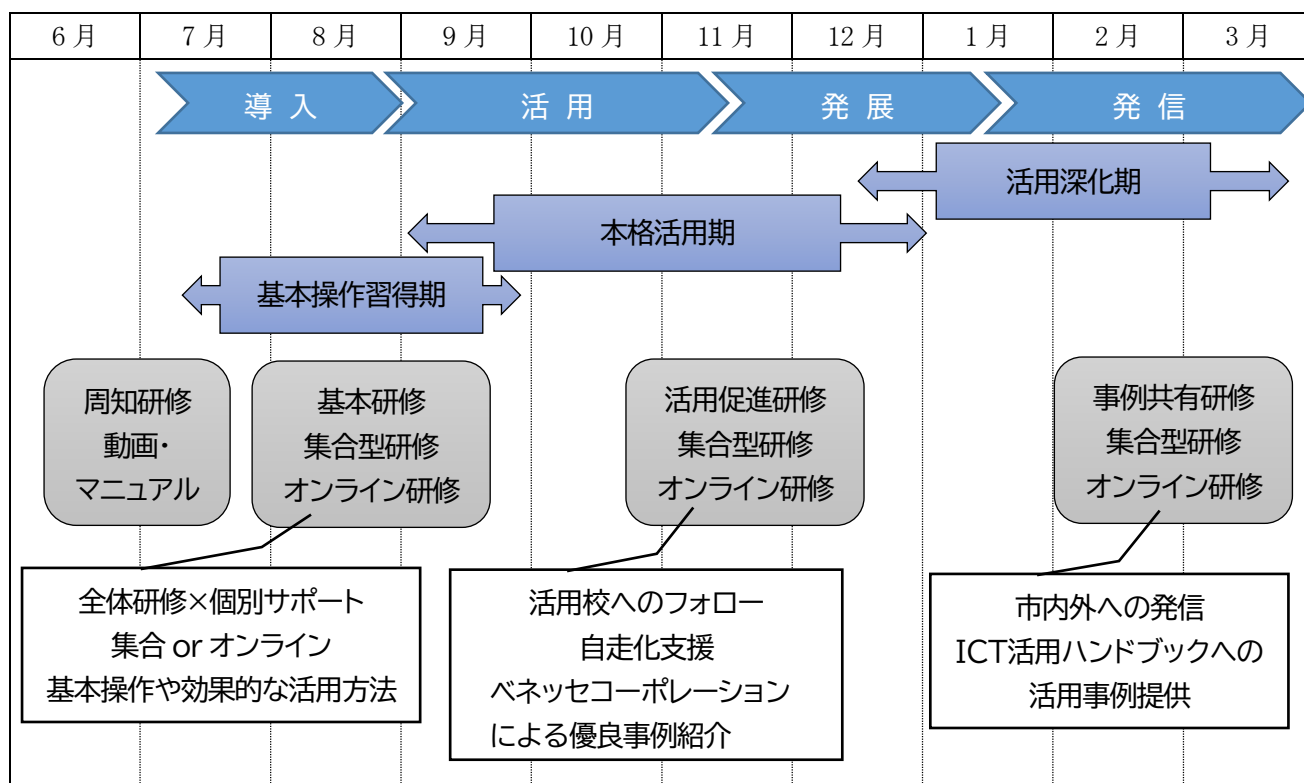 6月 7月 8月 9月 10月 11月 12月 1月 2月 3月
導入 活用 発展 発信
活用深化期
本格活用期
基本操作習得期
周知研修
動画・
マニュアル
基本研修
集合型研修
オンライン研修
活用促進研修
集合型研修
オンライン研修
事例共有研修
集合型研修
オンライン研修
全体研修×個別サポート
集合 or オンライン
基本操作や効果的な活用方法
活用校へのフォロー
自走化支援
ベネッセコーポレーション
による優良事例紹介
市内外への発信
ICT活用ハンドブックへの
活用事例提供